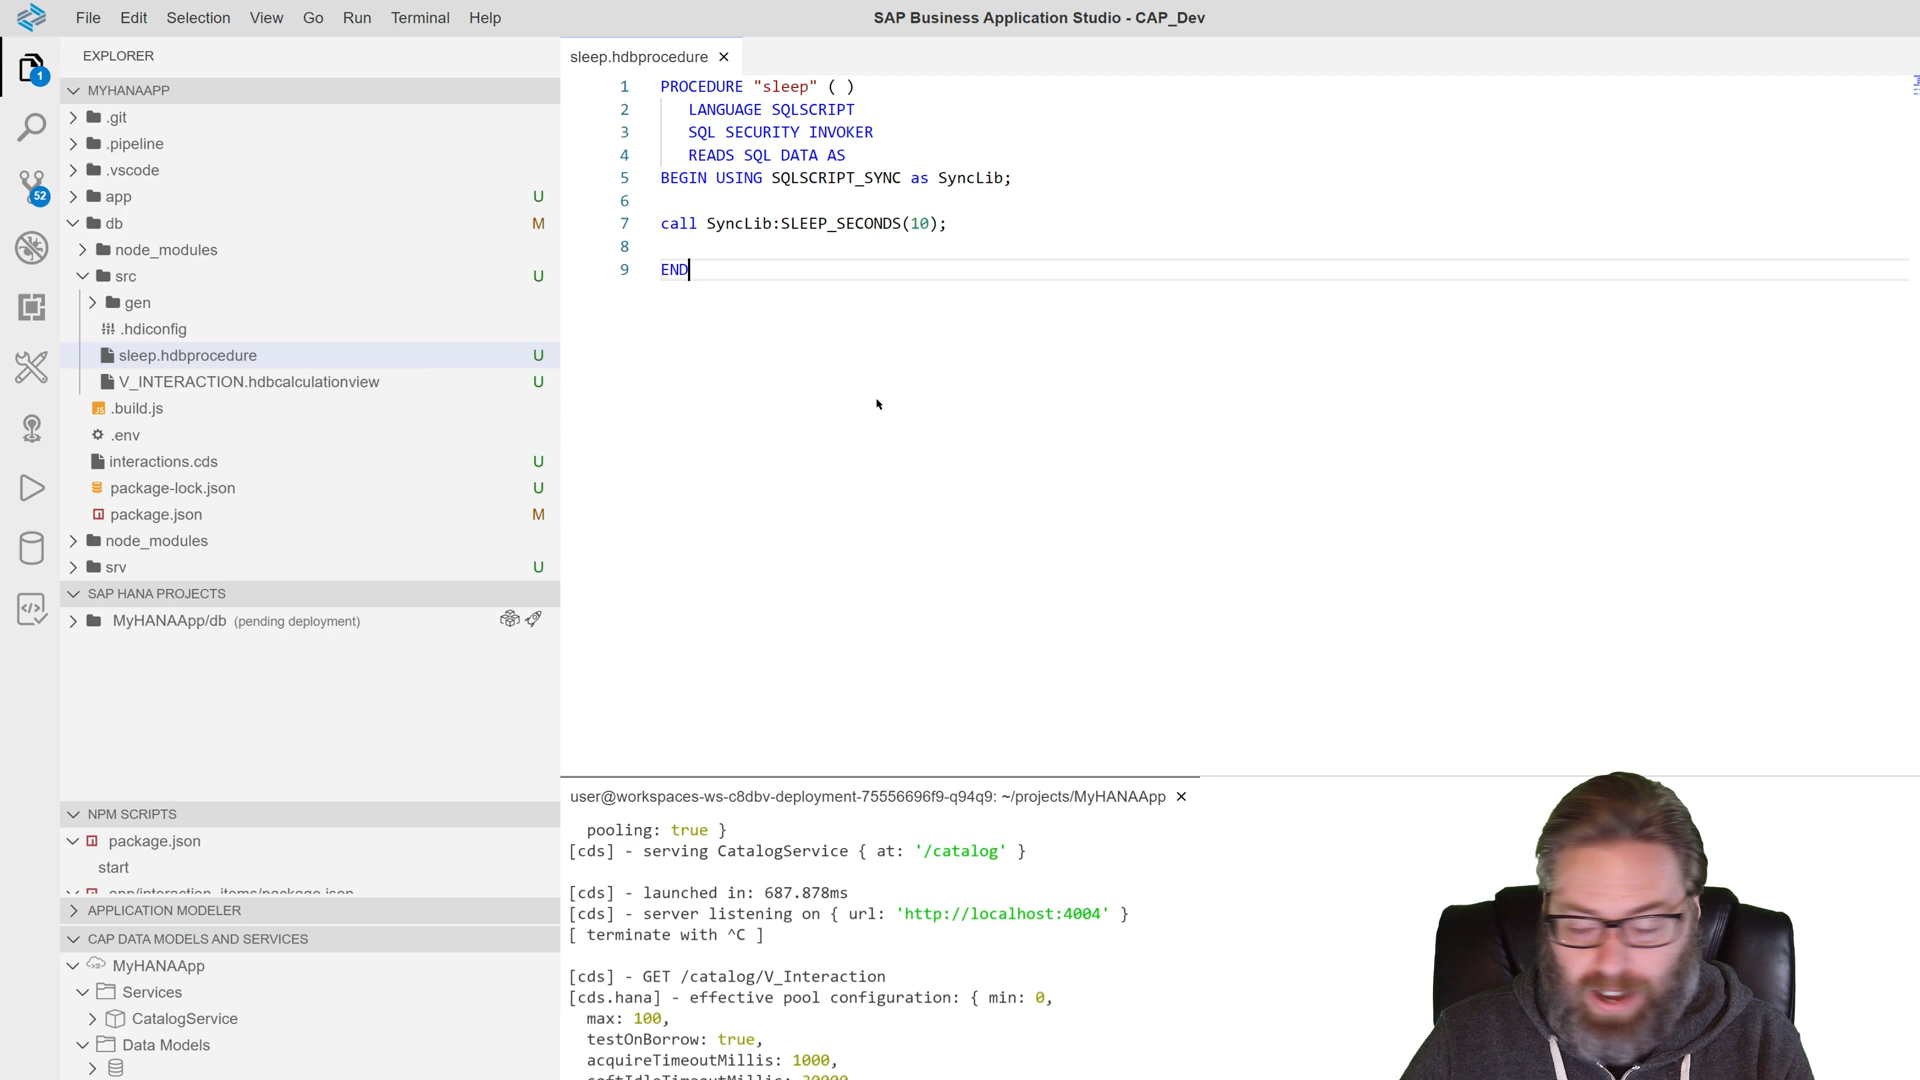 File Edit Selection View Go Run Terminal Help
SAP Business Application Studio - CAP_Dev
EXPLORER
1
MYHANAAPP
.git
.pipeline
.vscode
52
app U
db M
node_modules
src U
gen
.hdiconfig
sleep.hdbprocedure U
V_INTERACTION.hdbcalculationview U
JS .build.js
.env
interactions.cds U
package-lock.json U
package.json M
node_modules
srv U
SAP HANA PROJECTS
MyHANAApp/db (pending deployment)
NPM SCRIPTS
package.json
start
app/interaction_items/package.json
APPLICATION MODELER
CAP DATA MODELS AND SERVICES
MyHANAApp
Services
CatalogService
Data Models
sleep.hdbprocedure
1 PROCEDURE "sleep" ( )
2 LANGUAGE SQLSCRIPT
3 SQL SECURITY INVOKER
4 READS SQL DATA AS
5 BEGIN USING SQLSCRIPT_SYNC as SyncLib;
6
7 call SyncLib:SLEEP_SECONDS(10);
8
9 END
user@workspaces-ws-c8dbv-deployment-75556696f9-q94q9: ~/projects/MyHANAApp
pooling: true }
[cds] - serving CatalogService { at: '/catalog' }
[cds] - launched in: 687.878ms
[cds] - server listening on { url: 'http://localhost:4004' }
[ terminate with ^C ]
[cds] - GET /catalog/V_Interaction
[cds.hana] - effective pool configuration: { min: 0,
max: 100,
testOnBorrow: true,
acquireTimeoutMillis: 1000,
softIdleTimeoutMillis: 30000